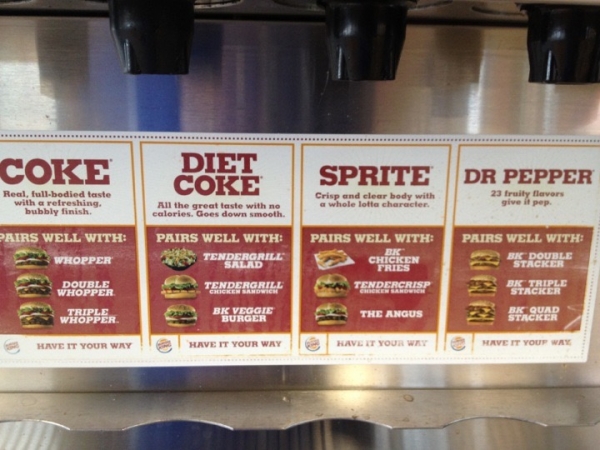 COKE
Real, full-bodied taste
with a refreshing,
bubbly finish.
PAIRS WELL WITH:
WHOPPER
DOUBLE
WHOPPER
TRIPLE
WHOPPER.
HAVE IT YOUR WAY
DIET
COKE
All the great taste with no
calories. Goes down smooth.
PAIRS WELL WITH:
TENDERGRILL
SALAD
TENDERGRILL
CHICKEN SANDWICH
BK VEGGIE
BURGER
HAVE IT YOUR WAY
SPRITE
Crisp and clear body with
a whole lotta character.
PAIRS WELL WITH:
BK
CHICKEN
FRIES
TENDERCRISP
CHICKEN SANDWICH
THE ANGUS
HAVE IT YOUR WAY
DR PEPPER
23 fruity flavors
give it pep.
PAIRS WELL WITH:
BK DOUBLE
STACKER
BK TRIPLE
STACKER
BK QUAD
STACKER
HAVE IT YOUR WAY